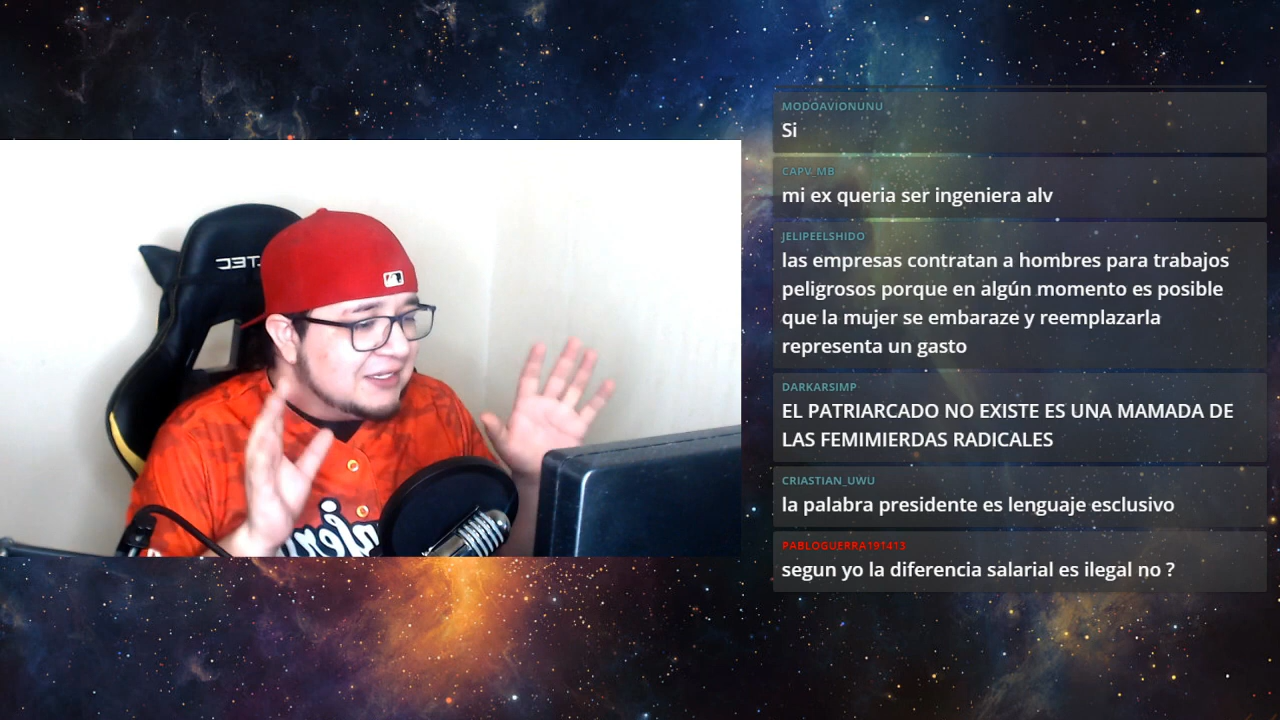 MODOAVIONUNU
Si
CAPV_MB
mi ex queria ser ingeniera alv
JELIPEELSHIDO
las empresas contratan a hombres para trabajos
peligrosos porque en algún momento es posible
que la mujer se embaraze y reemplazarla
representa un gasto
DARKARSIMP
EL PATRIARCADO NO EXISTE ES UNA MAMADA DE
LAS FEMIMIERDAS RADICALES
CRIASTIAN_UWU
la palabra presidente es lenguaje esclusivo
PABLOGUERRA191413
segun yo la diferencia salarial es ilegal no ?